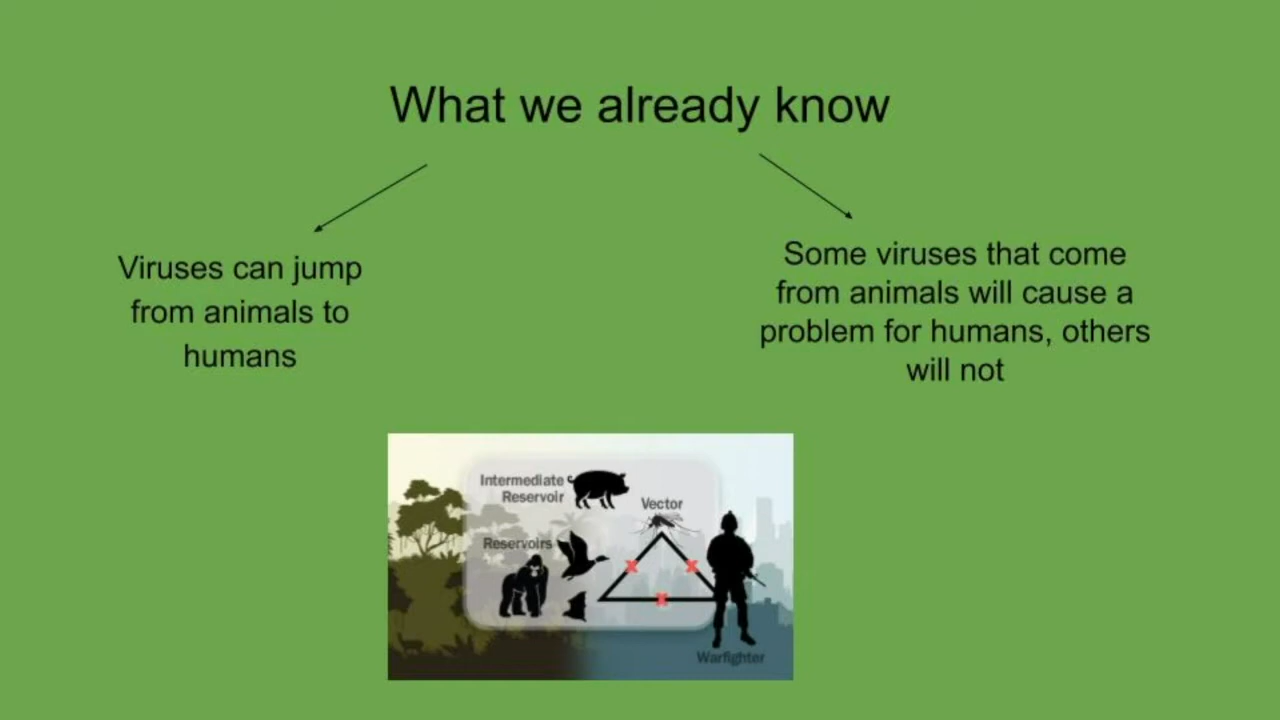 What we already know
Viruses can jump
from animals to
humans
Some viruses that come
from animals will cause a
problem for humans, others
will not
Intermediate
Reservoir
Vector
Reservoirs
Warfighter